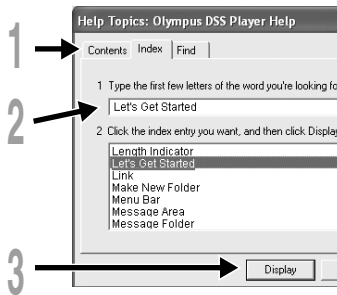 Help Topics: Olympus DSS Player Help
1
Contents Index Find
1 Type the first few letters of the word you're looking fo
2
Let's Get Started
2 Click the index entry you want, and then click Display
Length Indicator
Let's Get Started
Link
Make New Folder
Menu Bar
Message Area
Message Folder
3
Display